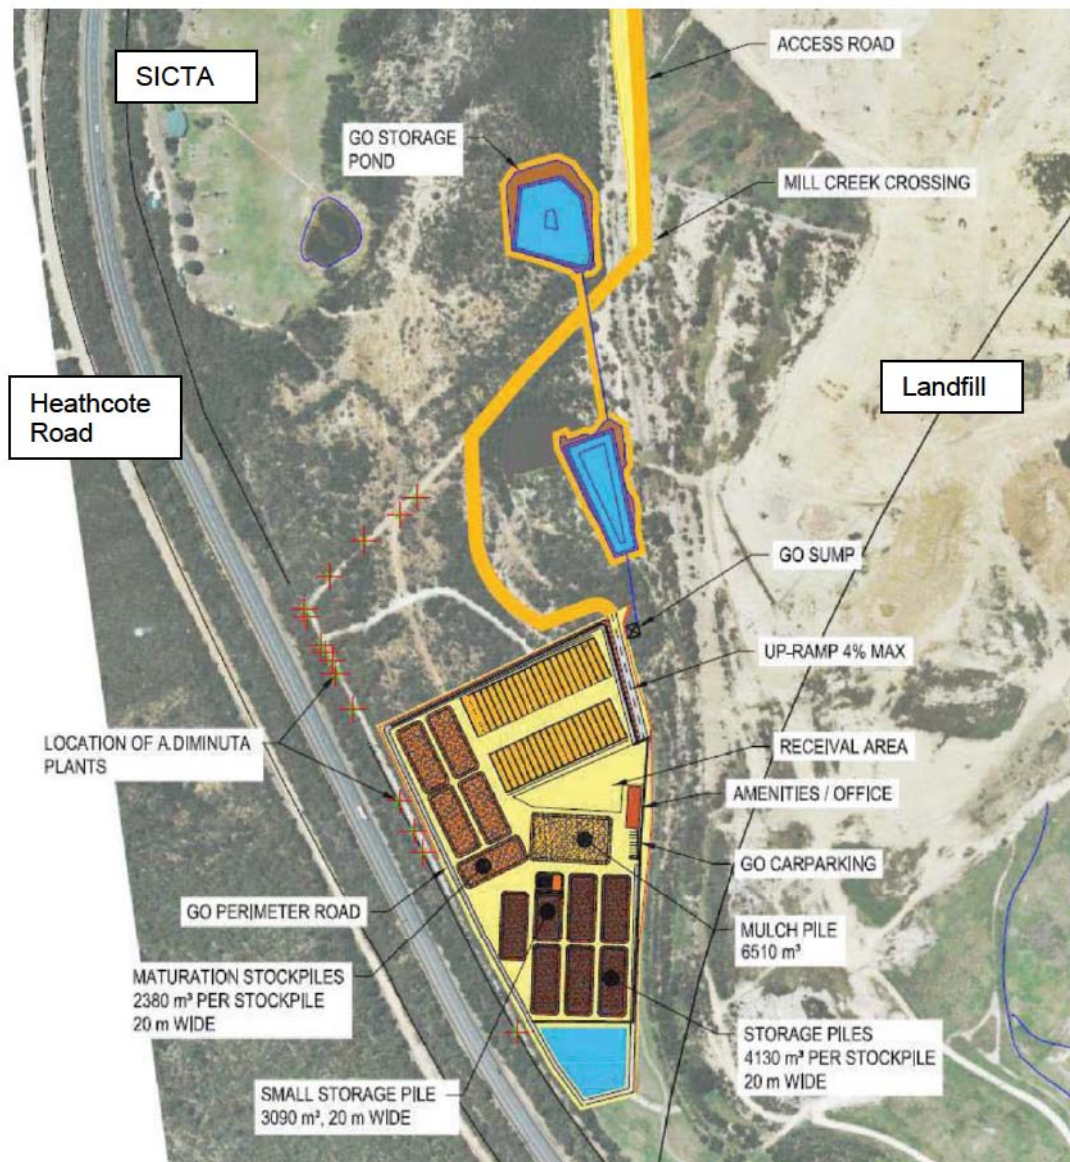 SICTA
ACCESS ROAD
GO STORAGE
POND
MILL CREEK CROSSING
Heathcote
Road
Landfill
GO SUMP
UP-RAMP 4% MAX
LOCATION OF A.DIMINUTA
PLANTS
RECEIVAL AREA
AMENITIES / OFFICE
GO CARPARKING
GO PERIMETER ROAD
MULCH PILE
6510 m³
MATURATION STOCKPILES
2380 m³ PER STOCKPILE
20 m WIDE
STORAGE PILES
4130 m³ PER STOCKPILE
20 m WIDE
SMALL STORAGE PILE
3090 m³, 20 m WIDE